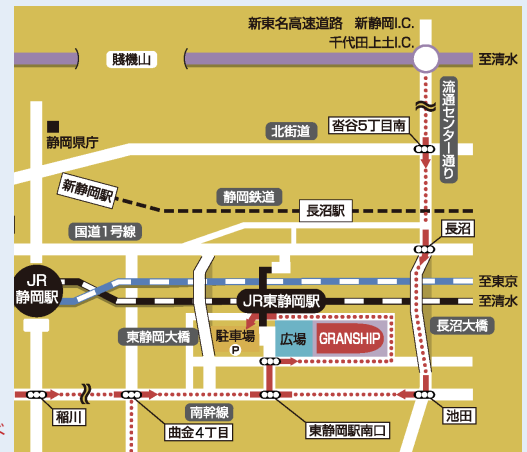 新東名高速道路 新静岡I.C.
千代田上土I.C.
賤機山
至清水
流通センター通り
静岡県庁
北街道
沓谷5丁目南
新静岡駅
静岡鉄道
長沼駅
国道1号線
長沼
JR
静岡駅
至東京
JR東静岡駅
至清水
東静岡大橋
駐車場
P
広場
GRANSHIP
長沼大橋
稲川
曲金4丁目
南幹線
東静岡駅南口
池田